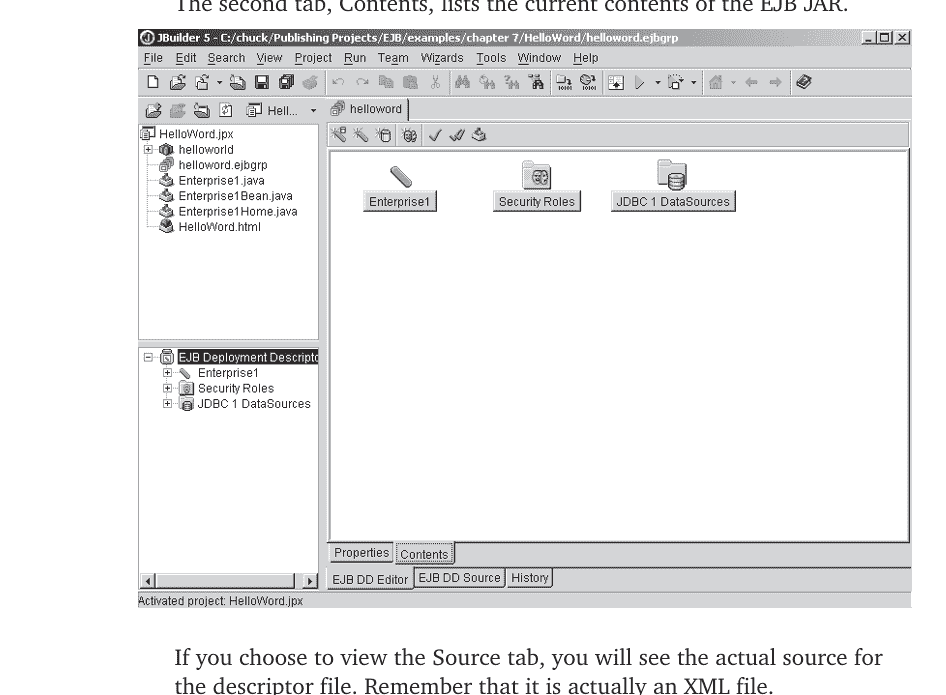 The second tab, Contents, lists the current contents of the EJB JAR.
JBuilder 5 - C:/chuck/Publishing Projects/EJB/examples/chapter 7/HelloWord/helloword.ejbgrp
File Edit Search View Project Run Team Wizards Tools Window Help
Hell...
helloword
HelloWord.jpx
helloworld
helloword.ejbgrp
Enterprise1.java
Enterprise1Bean.java
Enterprise1Home.java
HelloWord.html
Enterprise1 Security Roles JDBC 1 DataSources
EJB Deployment Descripto
Enterprise1
Security Roles
JDBC 1 DataSources
Properties Contents
EJB DD Editor EJB DD Source History
Activated project: HelloWord.jpx
If you choose to view the Source tab, you will see the actual source for
the descriptor file. Remember that it is actually an XML file.